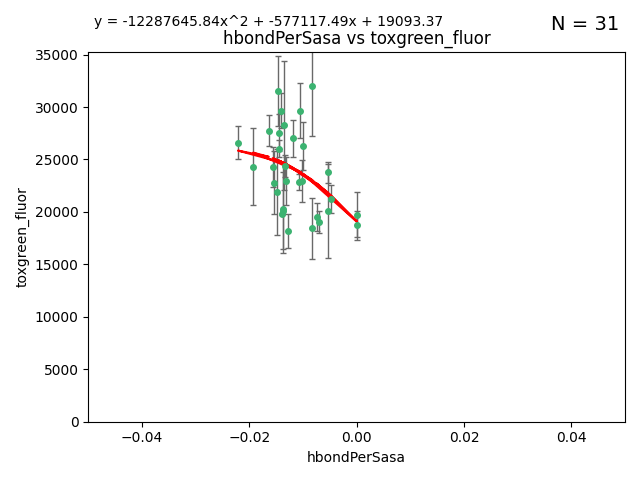 y = -12287645.84x^2 + -577117.49x + 19093.37
N = 31
hbondPerSasa vs toxgreen_fluor
toxgreen_fluor
35000
30000
25000
20000
15000
10000
5000
0
−0.04
−0.02
0.00
0.02
0.04
hbondPerSasa